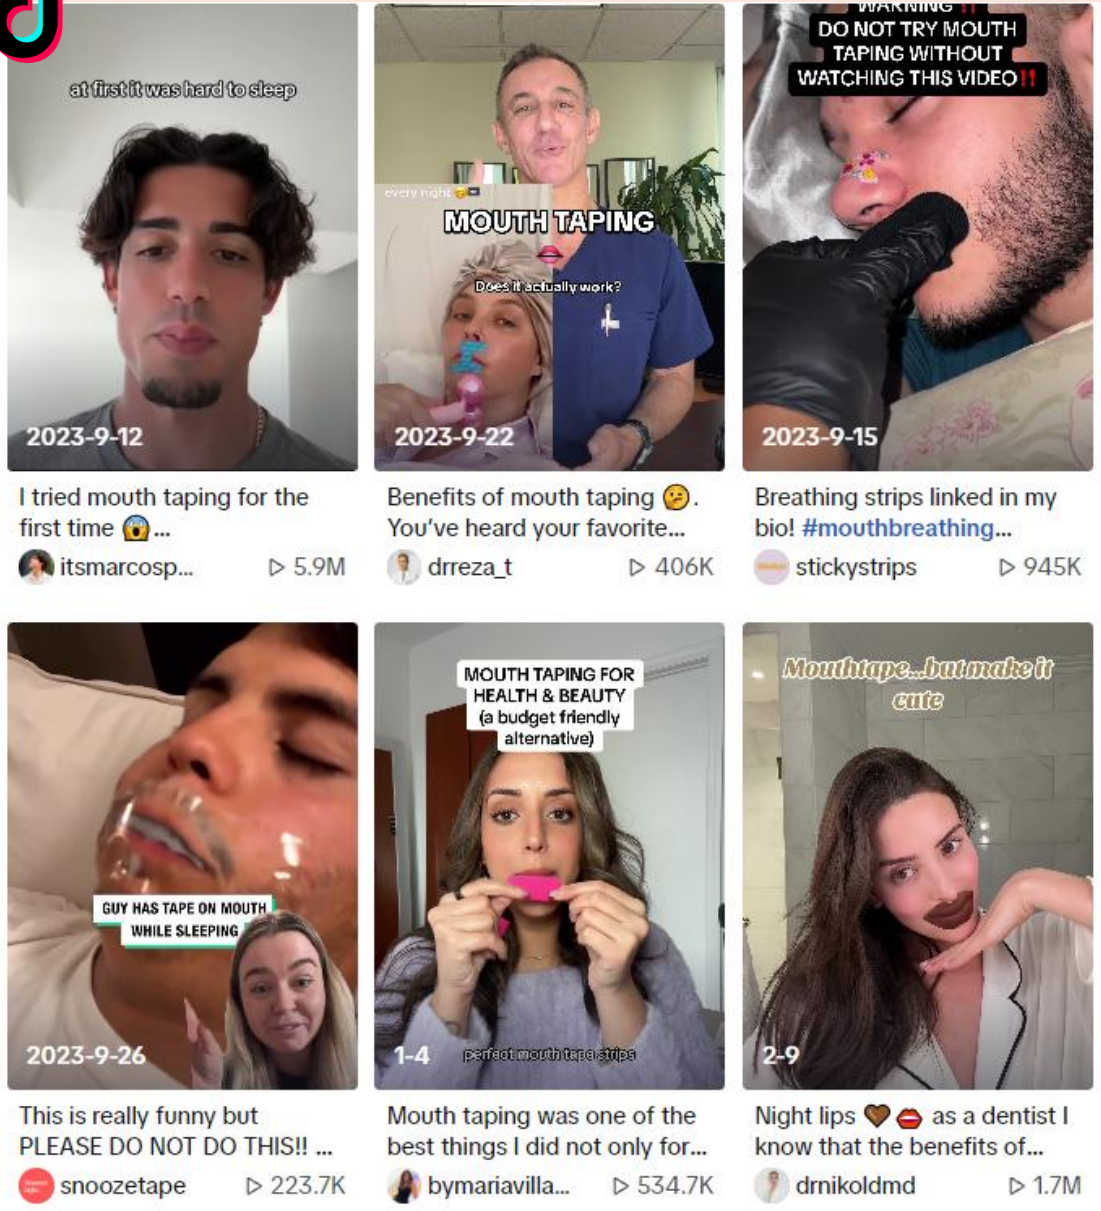 at first it was hard to sleep
2023-9-12
I tried mouth taping for the
first time 😱 ...
itsmarcosp...
5.9M
every night
MOUTH TAPING
Does it actually work?
2023-9-22
Benefits of mouth taping 🫤.
You've heard your favorite...
drreza_t
406K
WARNING ‼️
DO NOT TRY MOUTH
TAPING WITHOUT
WATCHING THIS VIDEO‼️
2023-9-15
Breathing strips linked in my
bio! #mouthbreathing...
stickystrips
945K
GUY HAS TAPE ON MOUTH
WHILE SLEEPING
2023-9-26
This is really funny but
PLEASE DO NOT DO THIS!! ...
snoozetape
223.7K
MOUTH TAPING FOR
HEALTH & BEAUTY
(a budget friendly
alternative)
perfect mouth tape strips
1-4
Mouth taping was one of the
best things I did not only for...
bymariavilla...
534.7K
Mouthtape...but make it
cute
2-9
Night lips 🤎👄 as a dentist I
know that the benefits of...
drnikoldmd
1.7M